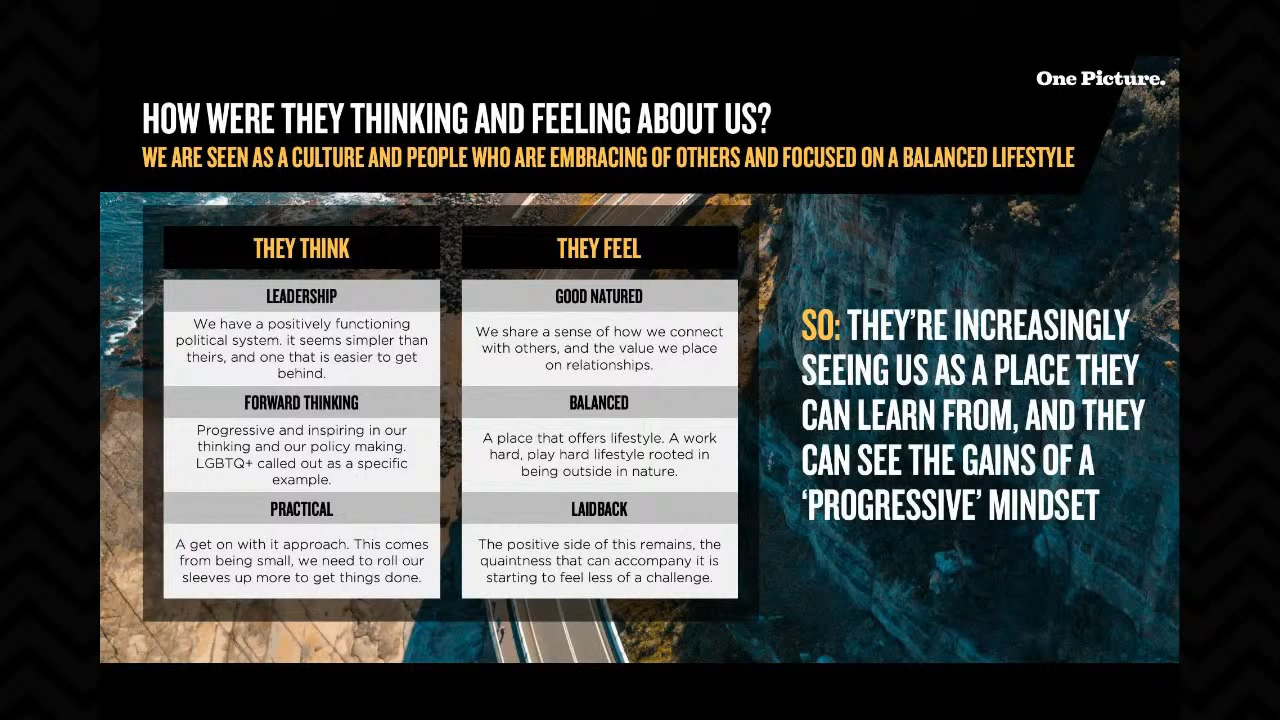 One Picture.
HOW WERE THEY THINKING AND FEELING ABOUT US?
WE ARE SEEN AS A CULTURE AND PEOPLE WHO ARE EMBRACING OF OTHERS AND FOCUSED ON A BALANCED LIFESTYLE
THEY THINK
LEADERSHIP
We have a positively functioning
political system. it seems simpler than
theirs, and one that is easier to get
behind.
FORWARD THINKING
Progressive and inspiring in our
thinking and our policy making.
LGBTQ+ called out as a specific
example.
PRACTICAL
A get on with it approach. This comes
from being small, we need to roll our
sleeves up more to get things done.
THEY FEEL
GOOD NATURED
We share a sense of how we connect
with others, and the value we place
on relationships.
BALANCED
A place that offers lifestyle. A work
hard, play hard lifestyle rooted in
being outside in nature.
LAIDBACK
The positive side of this remains, the
quaintness that can accompany it is
starting to feel less of a challenge.
SO: THEY'RE INCREASINGLY
SEEING US AS A PLACE THEY
CAN LEARN FROM, AND THEY
CAN SEE THE GAINS OF A
‘PROGRESSIVE’ MINDSET